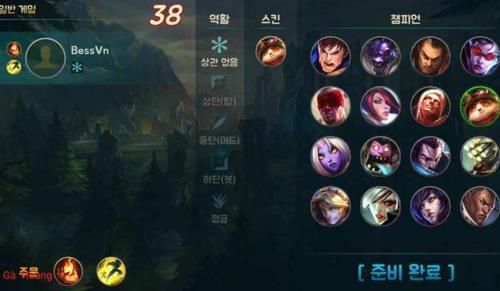 일반 게임
38
역할
스킨
챔피언
BessVn
상관 없음
상단(탑)
중단(미드)
하단(봇)
정글
주문
[ 준비 완료 ]